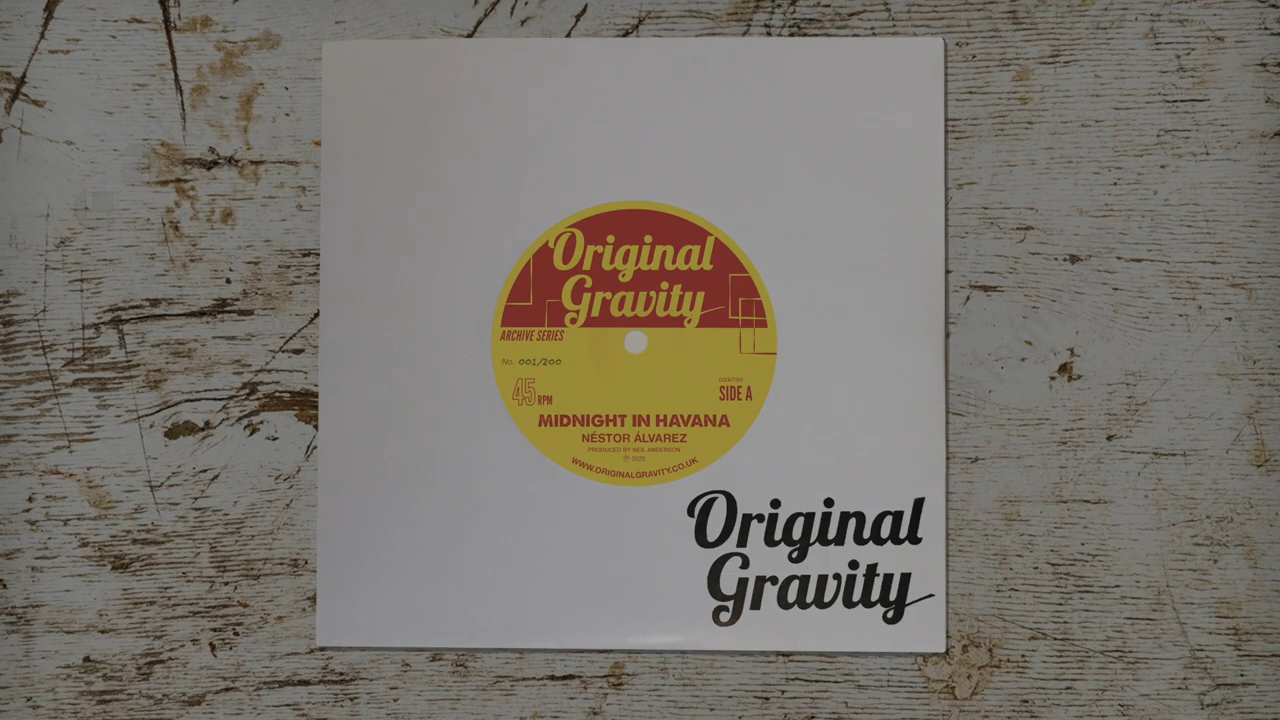 Original
Gravity
ARCHIVE SERIES
No. 001/200
45 RPM
SIDE A
MIDNIGHT IN HAVANA
NÉSTOR ÁLVAREZ
PRODUCED BY NEIL ANDERSON
℗ 2020
WWW.ORIGINALGRAVITY.CO.UK
Original
Gravity